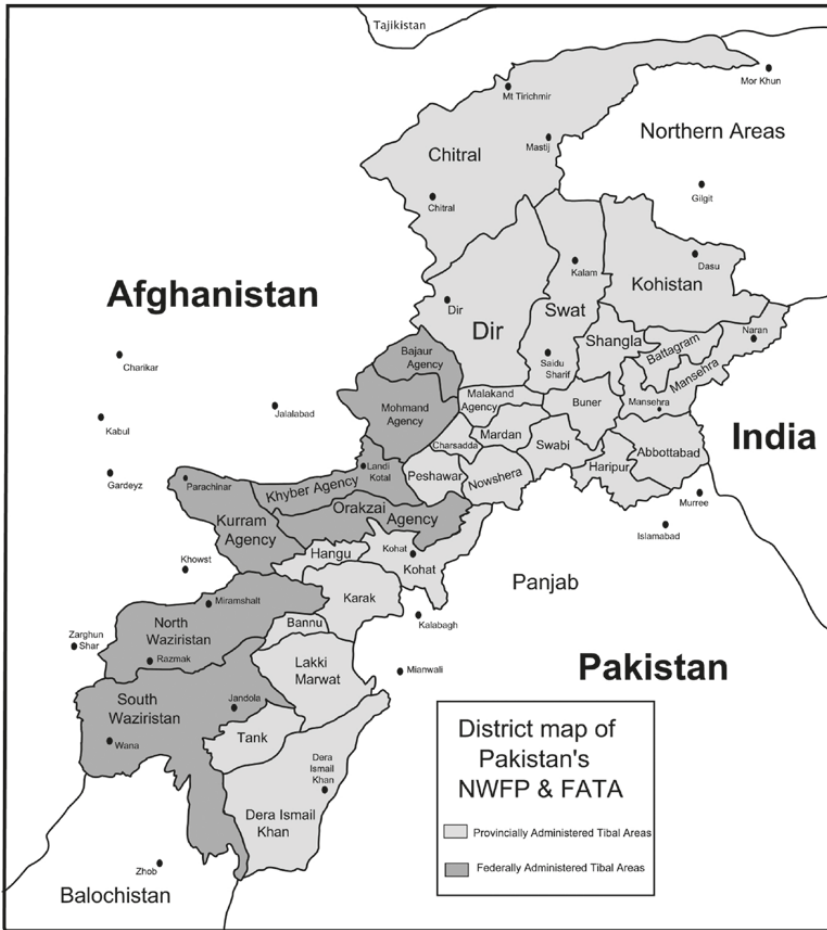 Tajikistan
Mor Khun
Mt Tirichmir
Northern Areas
Mastij
Chitral
Gilgit
Chitral
Dasu
Kalam
Kohistan
Afghanistan
Dir
Swat
Dir
Naran
Shangla
Battagram
Bajaur
Agency
Saidu
Sharif
Mansehra
Charikar
Malakand
Agency
Buner
Mansehra
Mohmand
Agency
Jalalabad
Kabul
Mardan
India
Charsadda
Swabi
Abbottabad
Landi
Kotal
Peshawar
Nowshera
Haripur
Gardeyz
Parachinar
Khyber Agency
Murree
Orakzai
Agency
Kurram
Agency
Islamabad
Hangu
Kohat
Kohat
Khowst
Panjab
Karak
Miramshalt
Kalabagh
North
Waziristan
Bannu
Zarghun
Shar
Razmak
Lakki
Marwat
Mianwali
Pakistan
South
Waziristan
Jandola
Wana
Tank
Dera
Ismail
Khan
Dera Ismail
Khan
District map of
Pakistan's
NWFP & FATA
Provincially Administered Tibal Areas
Federally Administered Tibal Areas
Zhob
Balochistan